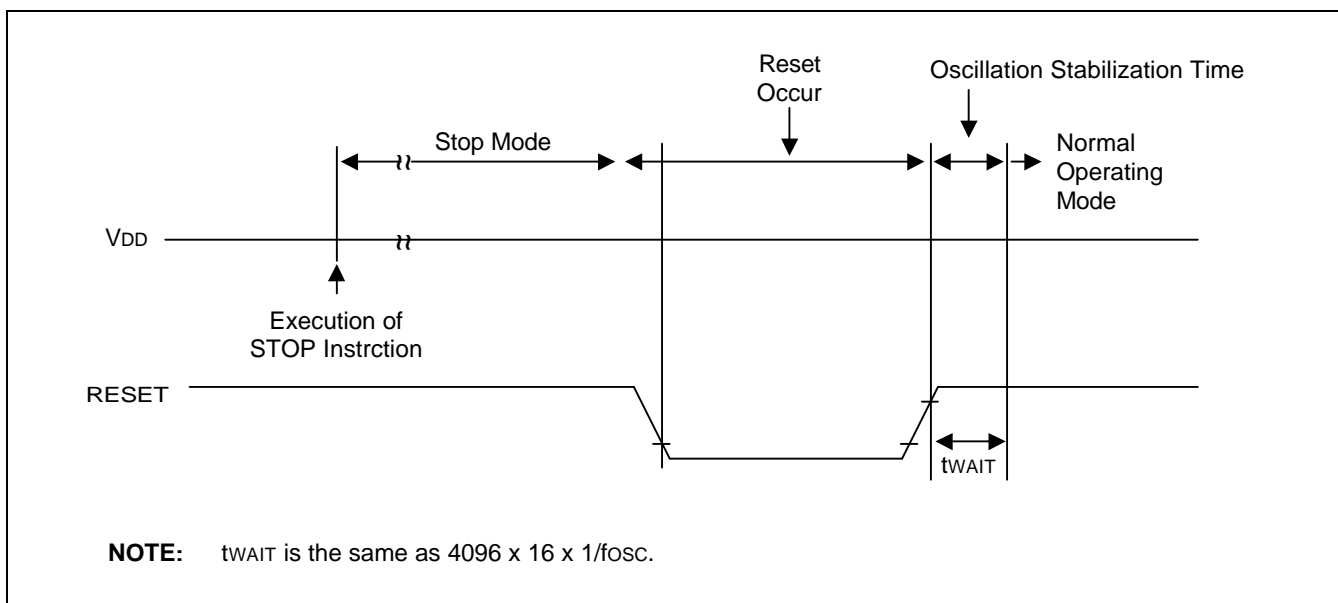 Reset
Occur
Oscillation Stabilization Time
Stop Mode
Normal
Operating
Mode
VDD
Execution of
STOP Instrction
RESET
tWAIT
NOTE: tWAIT is the same as 4096 x 16 x 1/fOSC.